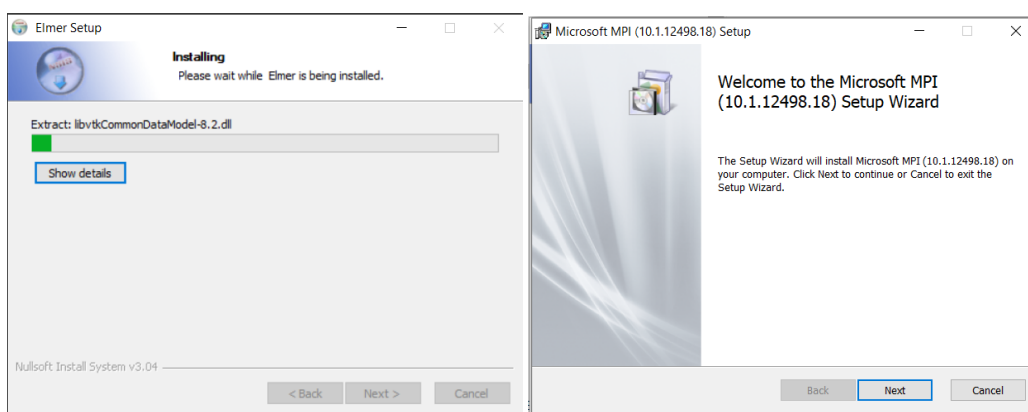 Elmer Setup
Installing
Please wait while Elmer is being installed.
Extract: libvtkCommonDataModel-8.2.dll
Show details
Nullsoft Install System v3.04
< Back
Next >
Cancel
Microsoft MPI (10.1.12498.18) Setup
Welcome to the Microsoft MPI
(10.1.12498.18) Setup Wizard
The Setup Wizard will install Microsoft MPI (10.1.12498.18) on
your computer. Click Next to continue or Cancel to exit the
Setup Wizard.
Back
Next
Cancel